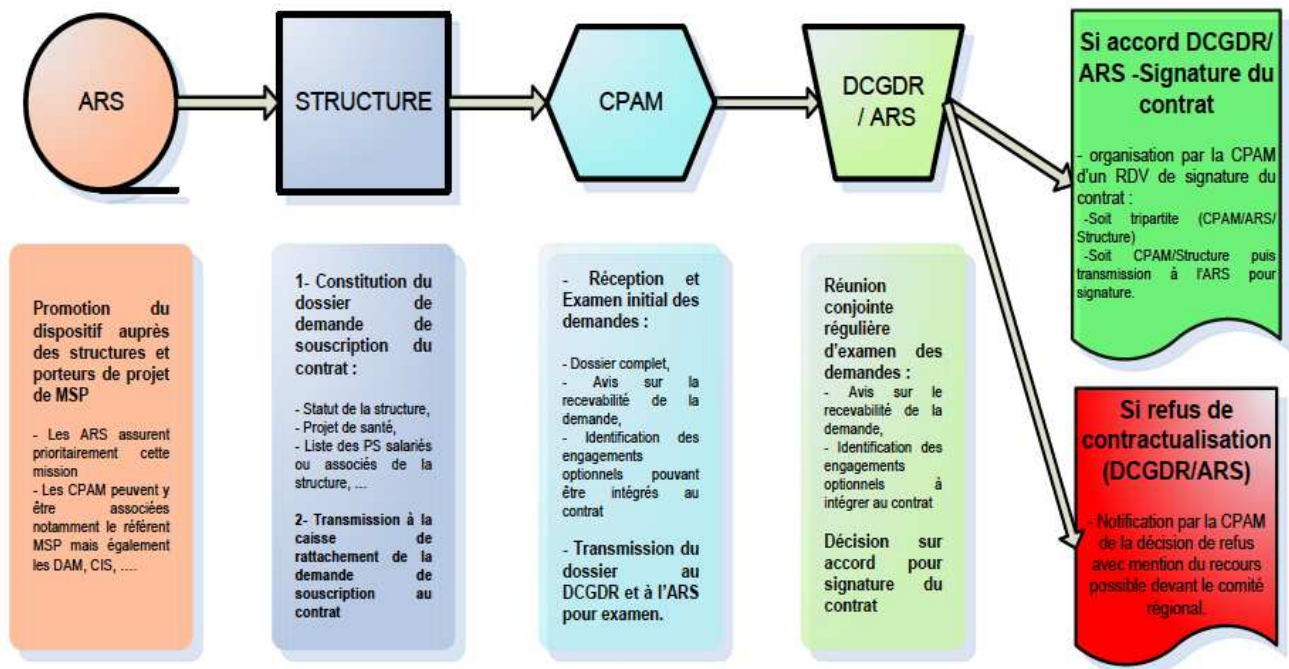 ARS
STRUCTURE
CPAM
DCGDR
/ ARS
Si accord DCGDR/
ARS -Signature du
contrat
- organisation par la CPAM
d'un RDV de signature du
contrat :
-Soit tripartite (CPAM/ARS/
Structure)
-Soit CPAM/Structure puis
transmission à l'ARS pour
signature.
Promotion du
dispositif auprès
des structures et
porteurs de projet
de MSP
- Les ARS assurent
prioritairement cette
mission
- Les CPAM peuvent y
être associées
notamment le référent
MSP mais également
les DAM, CIS, ....
1- Constitution du
dossier de
demande de
souscription du
contrat :
- Statut de la structure,
- Projet de santé,
- Liste des PS salariés
ou associés de la
structure, ...
2- Transmission à la
caisse de
rattachement de la
demande de
souscription au
contrat
- Réception et
Examen initial des
demandes :
- Dossier complet,
- Avis sur la
recevabilité de la
demande,
- Identification des
engagements
optionnels pouvant
être intégrés au
contrat
- Transmission du
dossier au
DCGDR et à l'ARS
pour examen.
Réunion
conjointe
régulière
d'examen des
demandes :
- Avis sur le
recevabilité de la
demande,
- Identification des
engagements
optionnels à
intégrer au contrat
Décision sur
accord pour
signature du
contrat
Si refus de
contractualisation
(DCGDR/ARS)
- Notification par la CPAM
de la décision de refus
avec mention du recours
possible devant le comité
régional.